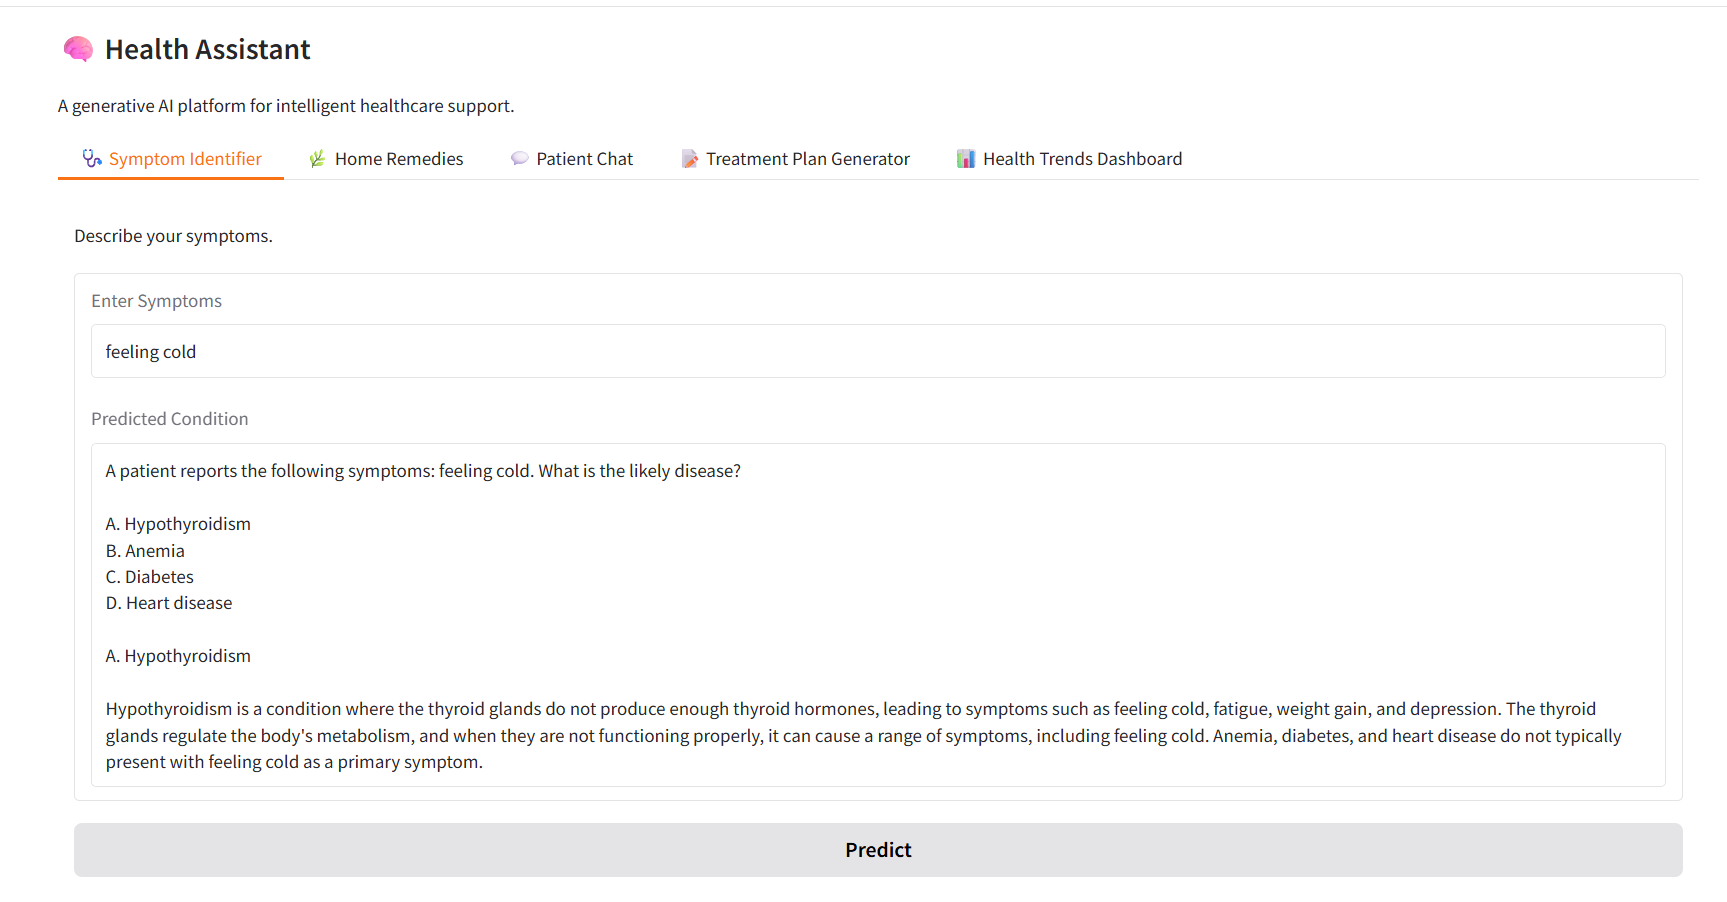 Health Assistant
A generative AI platform for intelligent healthcare support.
Symptom Identifier
Home Remedies
Patient Chat
Treatment Plan Generator
Health Trends Dashboard
Describe your symptoms.
Enter Symptoms
feeling cold
Predicted Condition
A patient reports the following symptoms: feeling cold. What is the likely disease?
A. Hypothyroidism
B. Anemia
C. Diabetes
D. Heart disease
A. Hypothyroidism
Hypothyroidism is a condition where the thyroid glands do not produce enough thyroid hormones, leading to symptoms such as feeling cold, fatigue, weight gain, and depression. The thyroid
glands regulate the body's metabolism, and when they are not functioning properly, it can cause a range of symptoms, including feeling cold. Anemia, diabetes, and heart disease do not typically
present with feeling cold as a primary symptom.
Predict